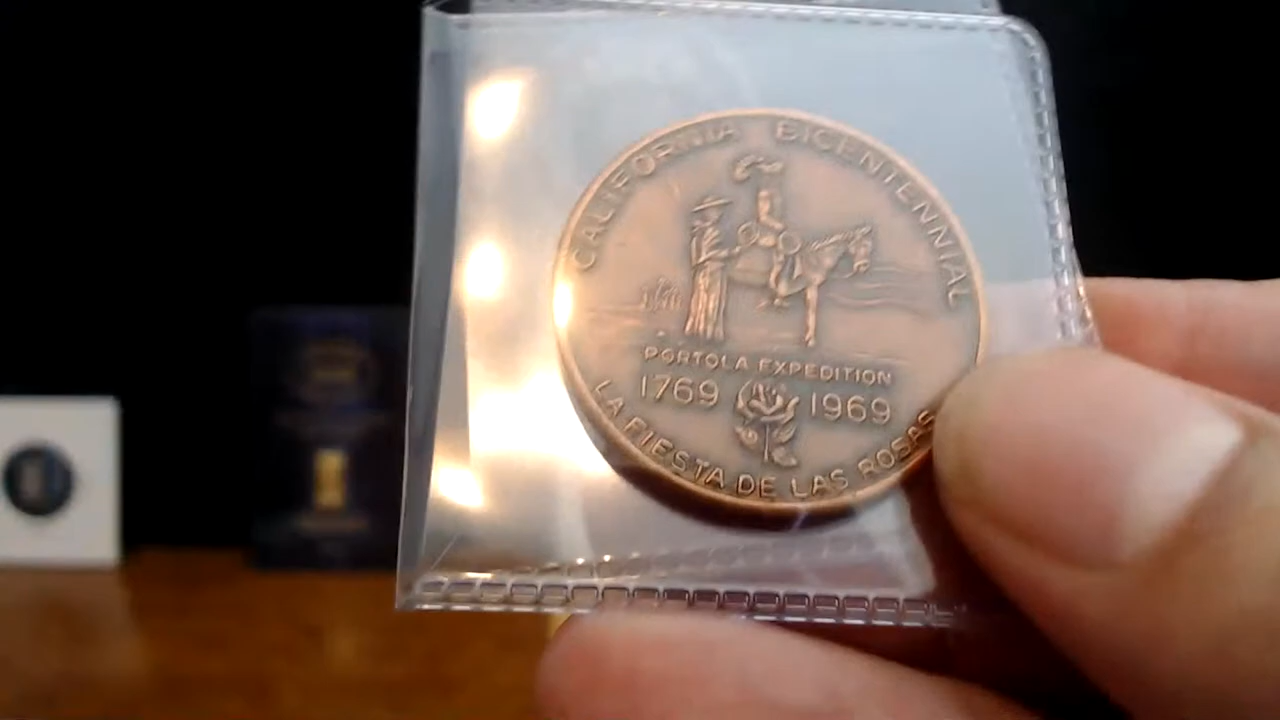 CALIFORNIA BICENTENNIAL
PORTOLA EXPEDITION
1769 1969
LA FIESTA DE LAS ROSAS